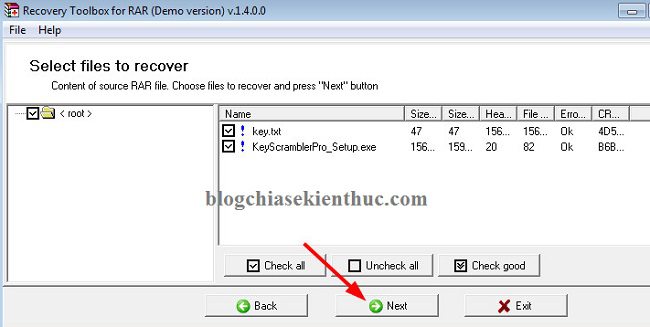 Recovery Toolbox for RAR (Demo version) v.1.4.0.0
File Help
Select files to recover
Content of source RAR file. Choose files to recover and press "Next" button
< root >
Name Size... Size... Hea... File ... Erro... CR...
key.txt 47 47 156... 156... Ok 4D5...
KeyScramblerPro_Setup.exe 156... 159... 20 82 Ok B6B...
blogchiasekienthuc.com
Check all Uncheck all Check good
Back Next Exit